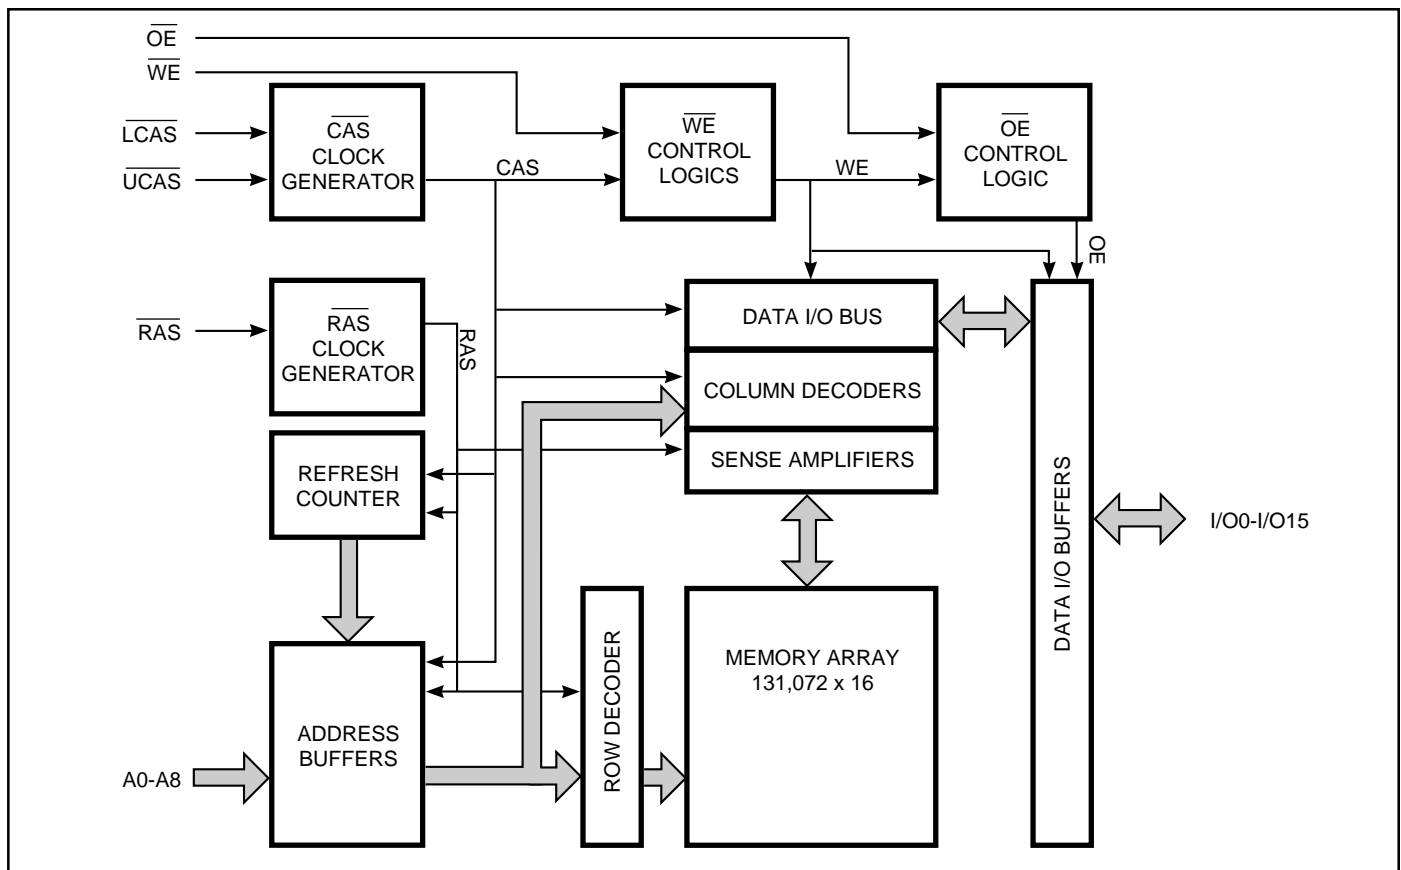 OE
WE
LCAS
UCAS
CAS
CLOCK
GENERATOR
CAS
WE
CONTROL
LOGICS
WE
OE
CONTROL
LOGIC
OE
RAS
RAS
CLOCK
GENERATOR
RAS
DATA I/O BUS
COLUMN DECODERS
SENSE AMPLIFIERS
REFRESH
COUNTER
DATA I/O BUFFERS
I/O0-I/O15
ROW DECODER
MEMORY ARRAY
131,072 x 16
ADDRESS
BUFFERS
A0-A8